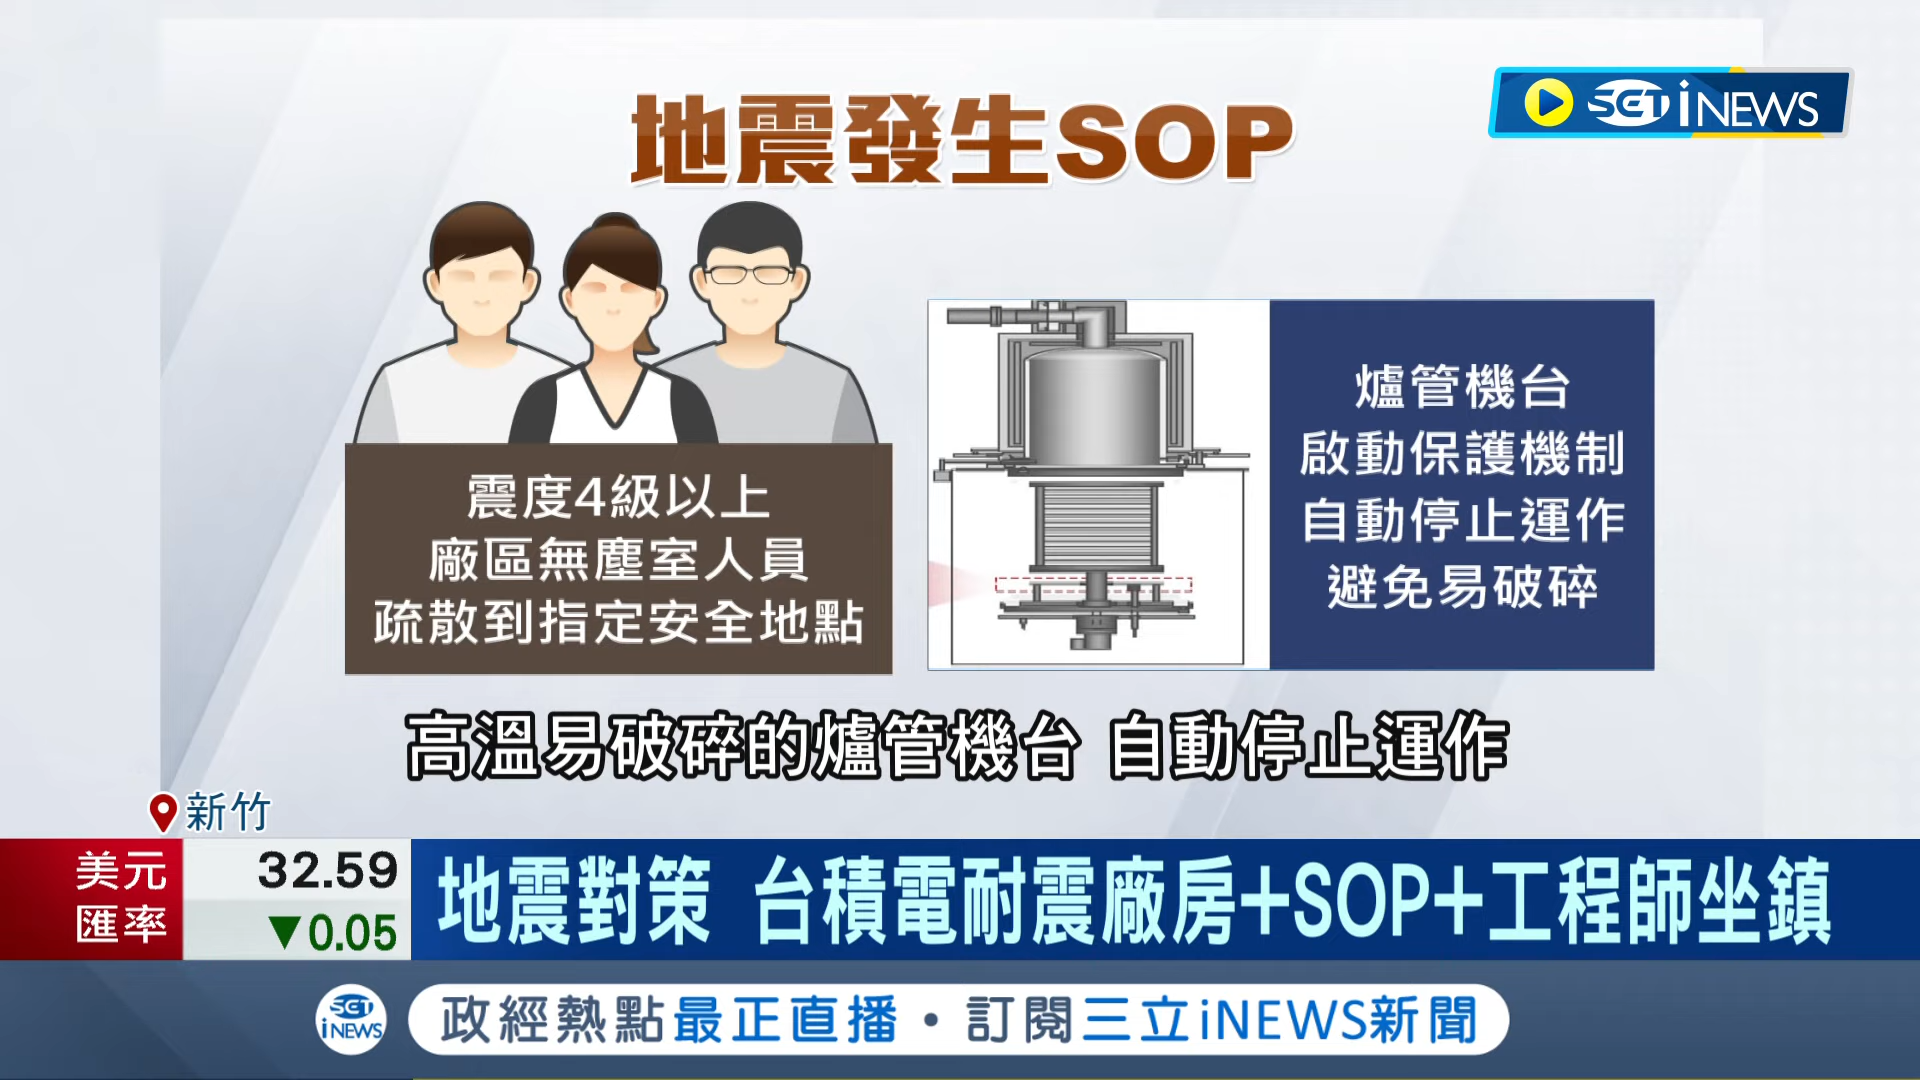 地震發生SOP
SET iNEWS
震度4級以上
廠區無塵室人員
疏散到指定安全地點
爐管機台
啟動保護機制
自動停止運作
避免易破碎
高溫易破碎的爐管機台 自動停止運作
新竹
美元
匯率
32.59
▼0.05
地震對策 台積電耐震廠房+SOP+工程師坐鎮
SET
iNEWS
政經熱點最正直播・訂閱三立iNEWS新聞